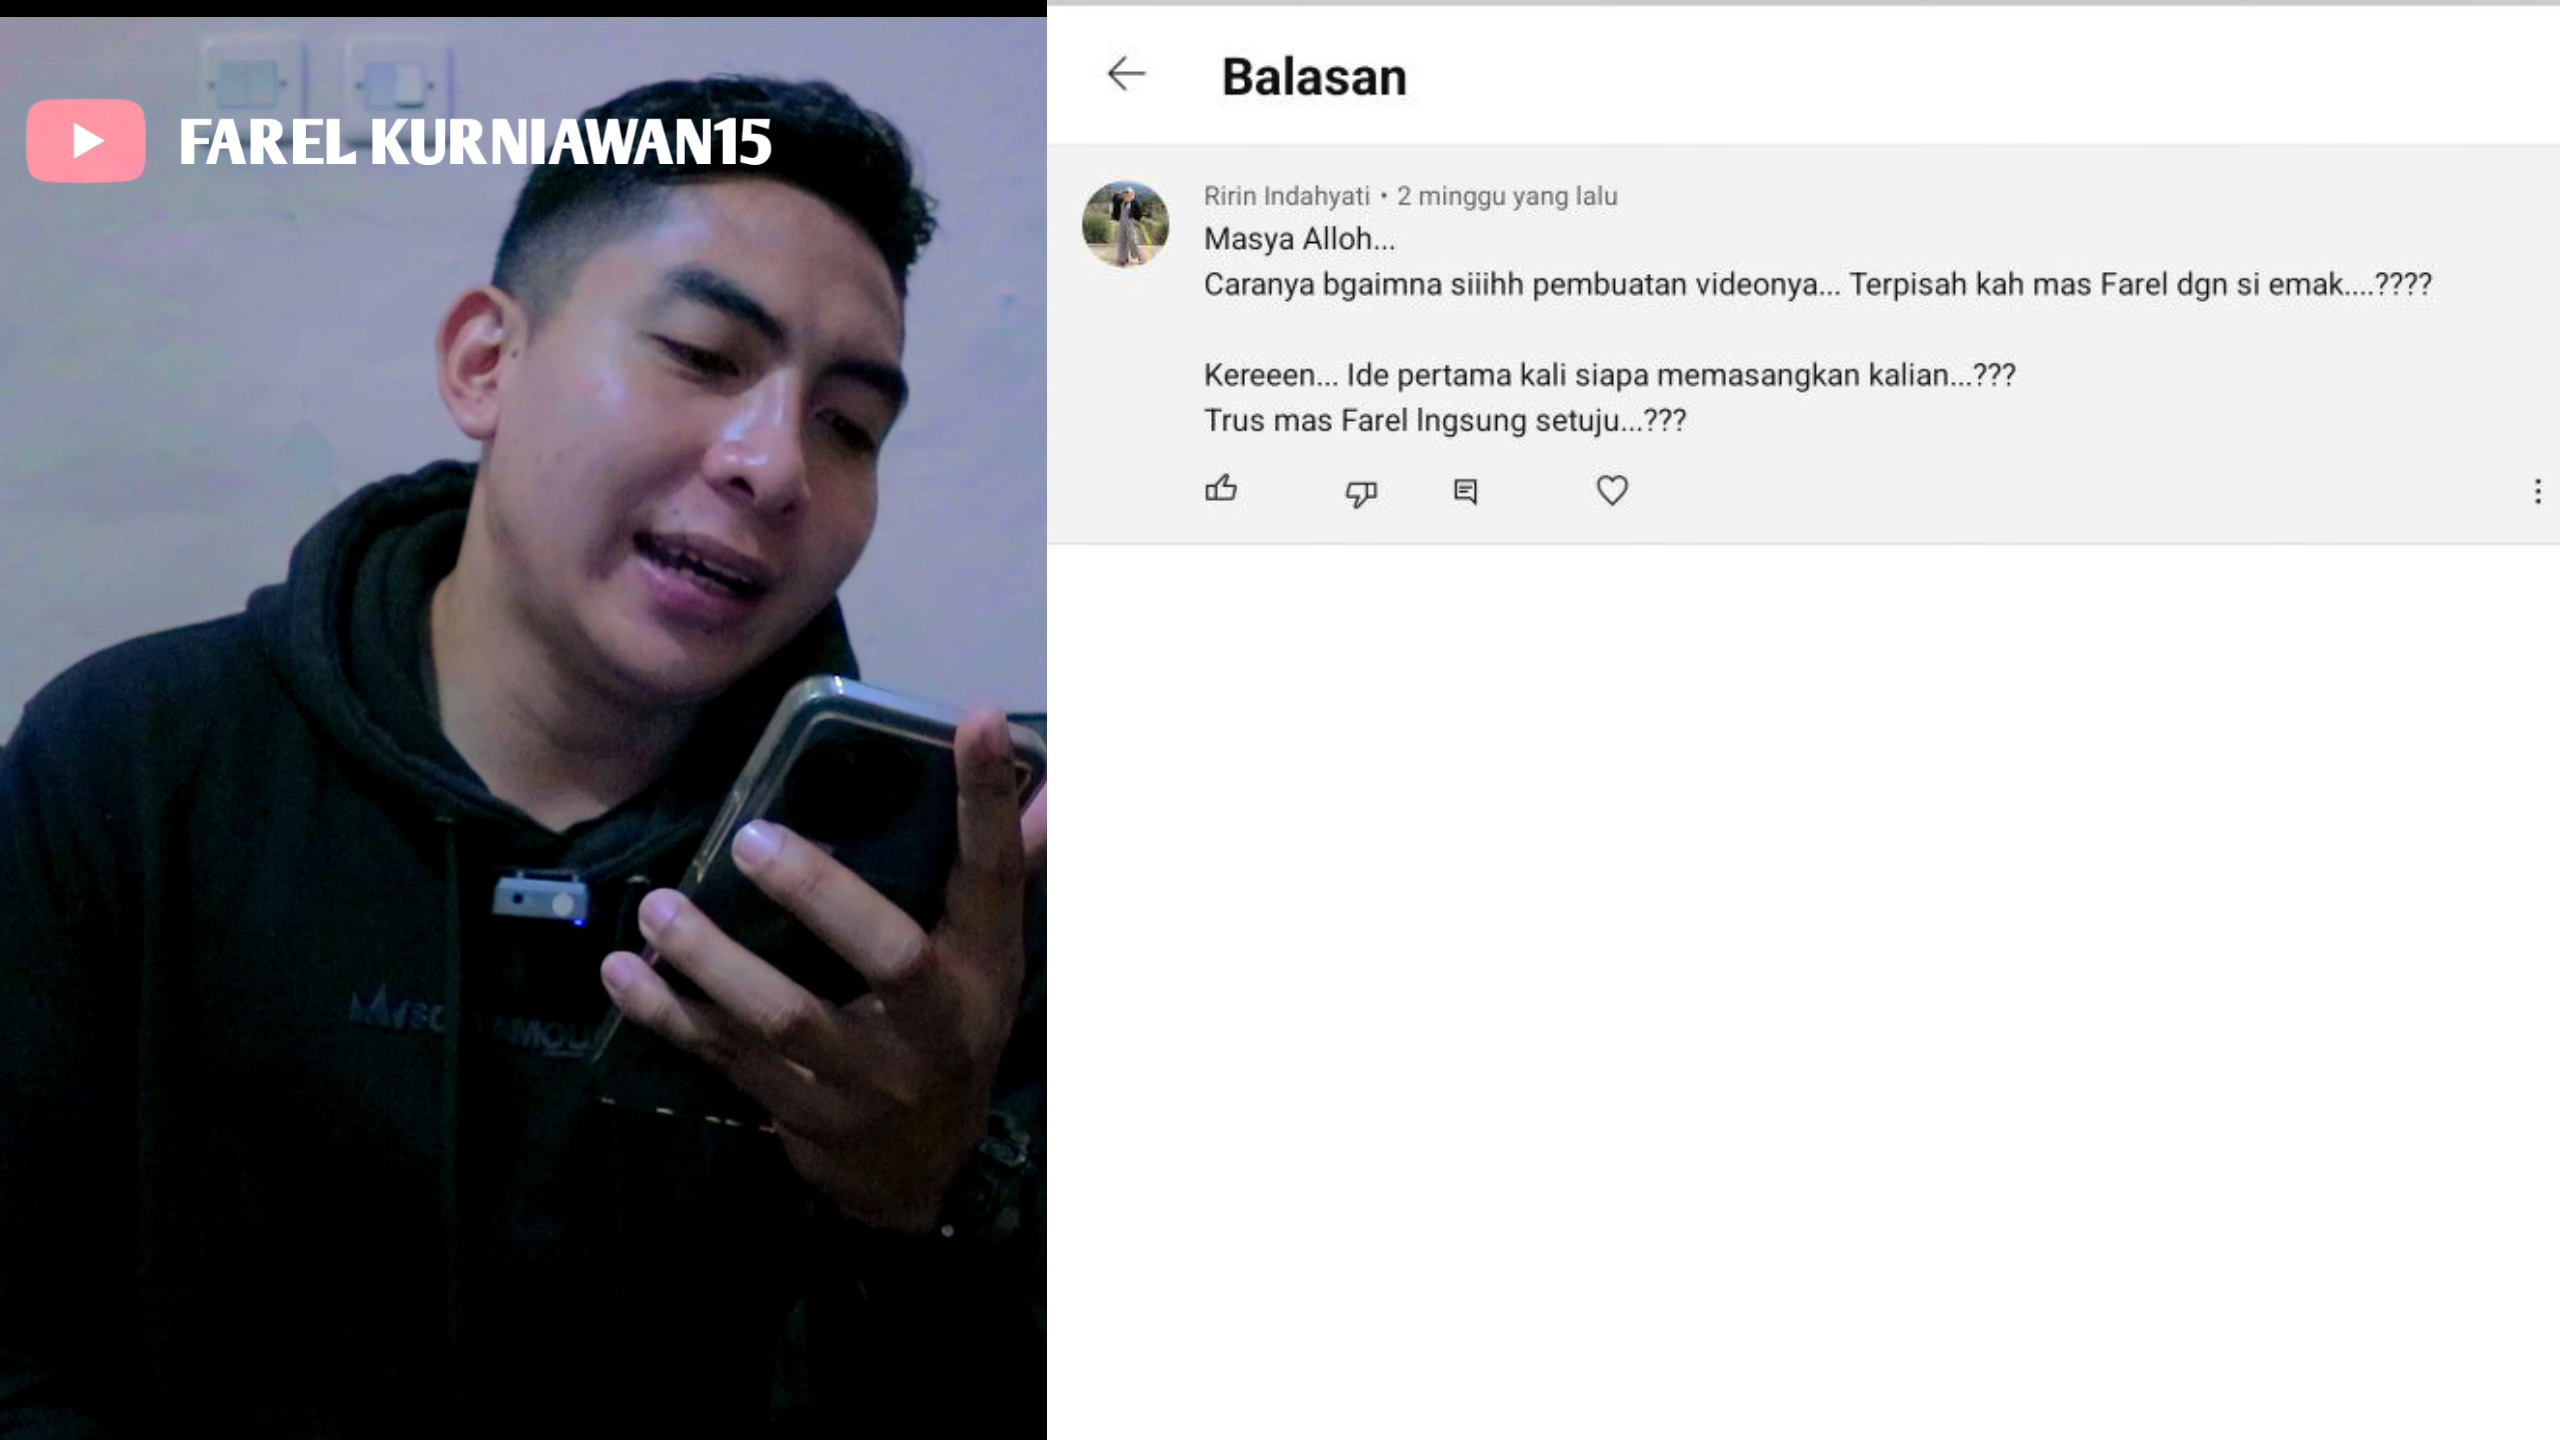 FAREL KURNIAWAN15
Balasan
Ririn Indahyati • 2 minggu yang lalu
Masya Alloh...
Caranya bgaimna siiihh pembuatan videonya... Terpisah kah mas Farel dgn si emak....????
Kereeen... Ide pertama kali siapa memasangkan kalian...???
Trus mas Farel lngsung setuju...???